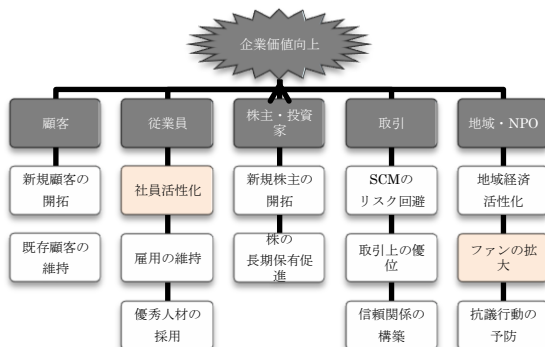 企業価値向上
顧客
従業員
株主・投資
家
取引
地域・NPO
新規顧客の
開拓
社員活性化
新規株主の
開拓
SCMの
リスク回避
地域経済
活性化
既存顧客の
維持
雇用の維持
株の
長期保有促
進
取引上の優
位
ファンの拡
大
優秀人材の
採用
信頼関係の
構築
抗議行動の
予防